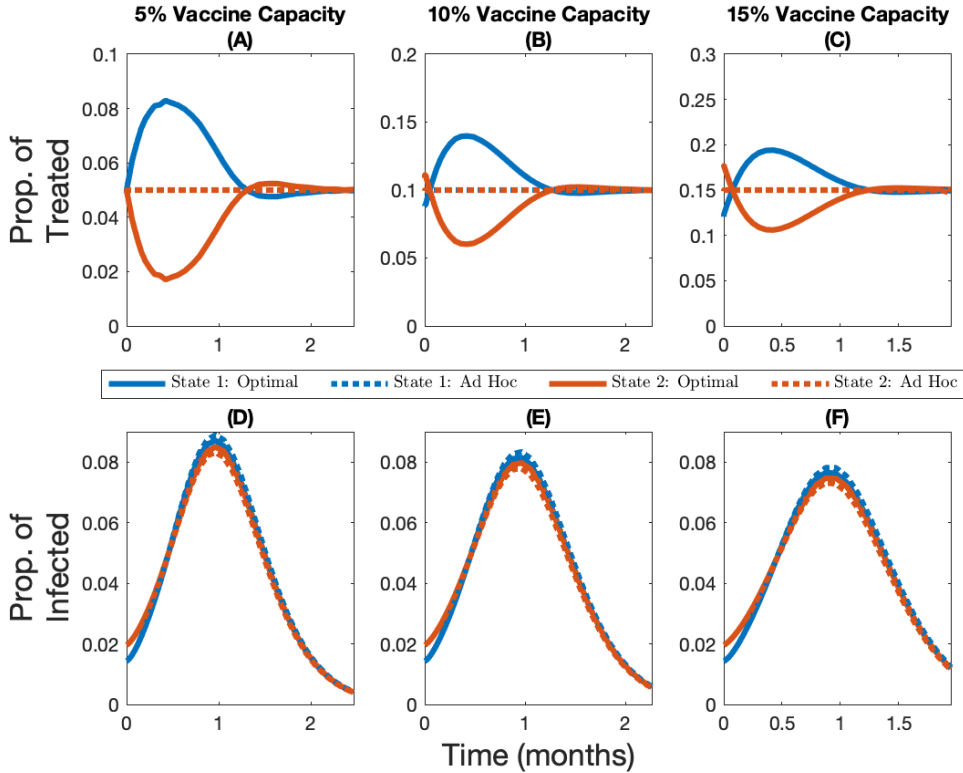 5% Vaccine Capacity
(A)
10% Vaccine Capacity
(B)
15% Vaccine Capacity
(C)
Prop. of
Treated
0.1
0.08
0.06
0.04
0.02
0
0 1 2
0.2
0.15
0.1
0.05
0
0 1 2
0.3
0.25
0.2
0.15
0.1
0.05
0
0 0.5 1 1.5
State 1: Optimal State 1: Ad Hoc State 2: Optimal State 2: Ad Hoc
(D)
(E)
(F)
Prop. of
Infected
0.08
0.06
0.04
0.02
0
0 1 2
0.08
0.06
0.04
0.02
0
0 1 2
0.08
0.06
0.04
0.02
0
0 0.5 1 1.5
Time (months)